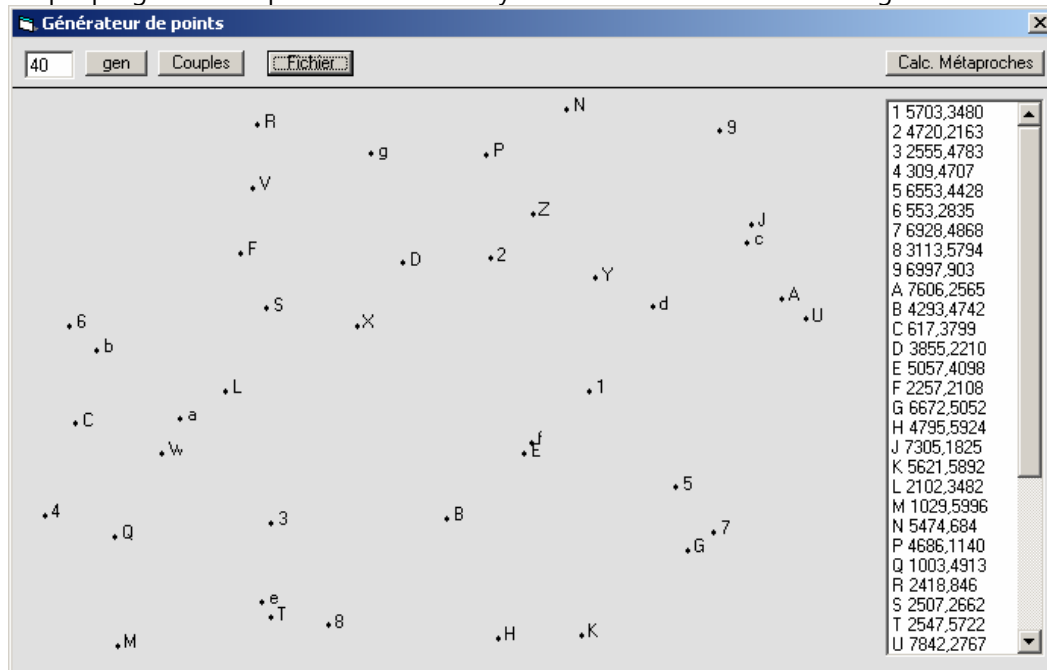 Générateur de points
40 gen Couples Fichier Calc. Métaproches
N
R
9
g
P
V
Z
J
c
F
D
2
Y
A
S
d
6
X
U
b
L
1
C
a
W
f
E
5
4
Q
3
B
7
G
e
T
8
M
H
K
1 5703,3480
2 4720,2163
3 2555,4783
4 309,4707
5 6553,4428
6 553,2835
7 6928,4868
8 3113,5794
9 6997,903
A 7606,2565
B 4293,4742
C 617,3799
D 3855,2210
E 5057,4098
F 2257,2108
G 6672,5052
H 4795,5924
J 7305,1825
K 5621,5892
L 2102,3482
M 1029,5996
N 5474,684
P 4686,1140
Q 1003,4913
R 2418,846
S 2507,2662
T 2547,5722
U 7842,2767